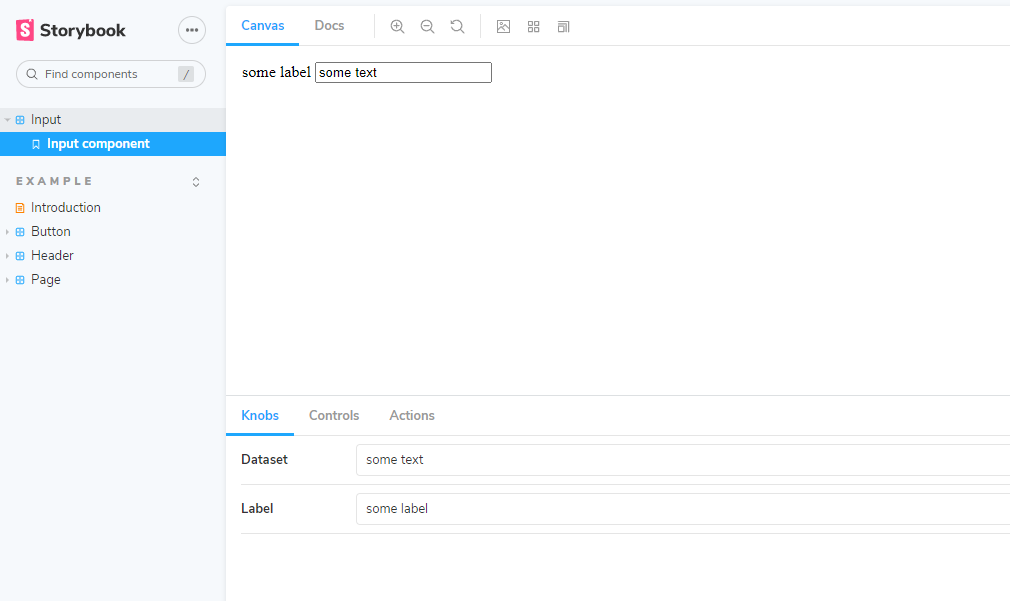 Storybook
Find components
/
Input
Input component
EXAMPLE
Introduction
Button
Header
Page
Canvas Docs
some label some text
Knobs Controls Actions
Dataset some text
Label some label